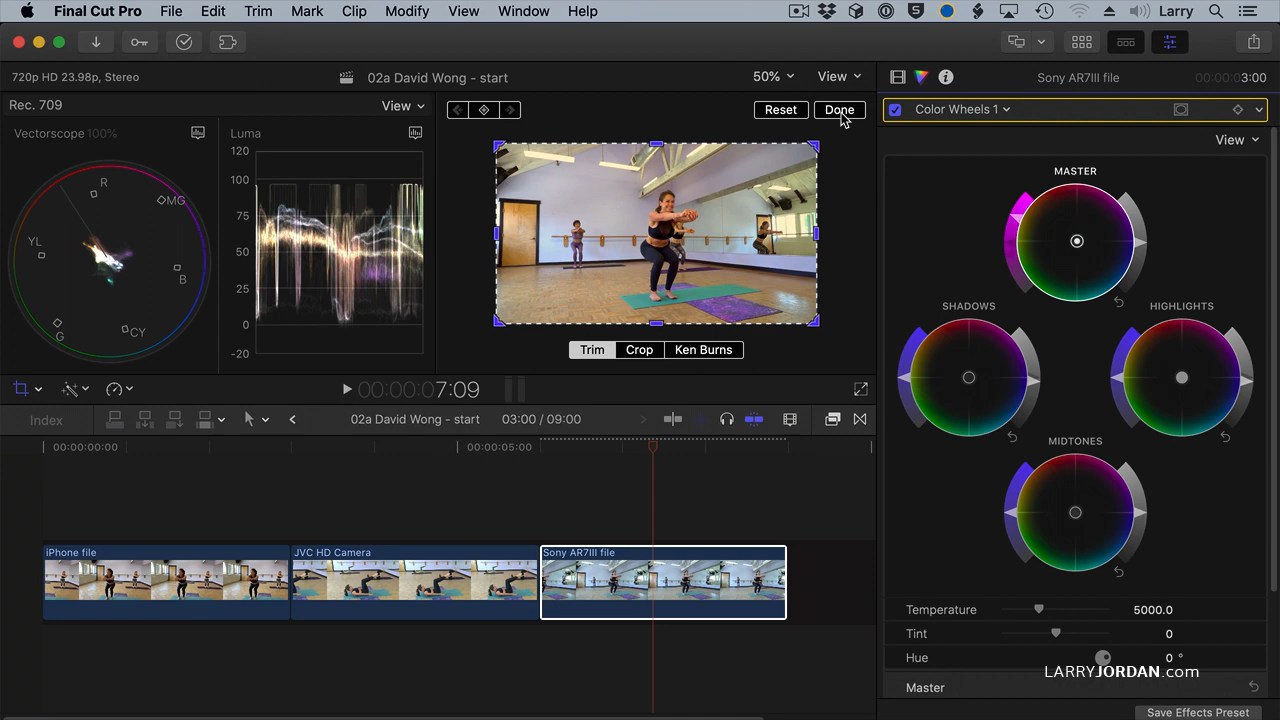 Final Cut Pro File Edit Trim Mark Clip Modify View Window Help Larry
720p HD 23.98p, Stereo
02a David Wong - start
50% View
Sony AR7III file
00:00:03:00
Rec. 709
View
Reset
Done
Color Wheels 1
Vectorscope 100%
Luma
View
120
100
75
50
25
0
-20
R
MG
YL
B
CY
G
MASTER
SHADOWS
HIGHLIGHTS
MIDTONES
Trim
Crop
Ken Burns
00:00:07:09
Index
02a David Wong - start
03:00 / 09:00
00:00:00:00
00:00:05:00
iPhone file
JVC HD Camera
Sony AR7III file
Temperature 5000.0
Tint 0
Hue 0 °
LARRYJORDAN.com
Master
Save Effects Preset